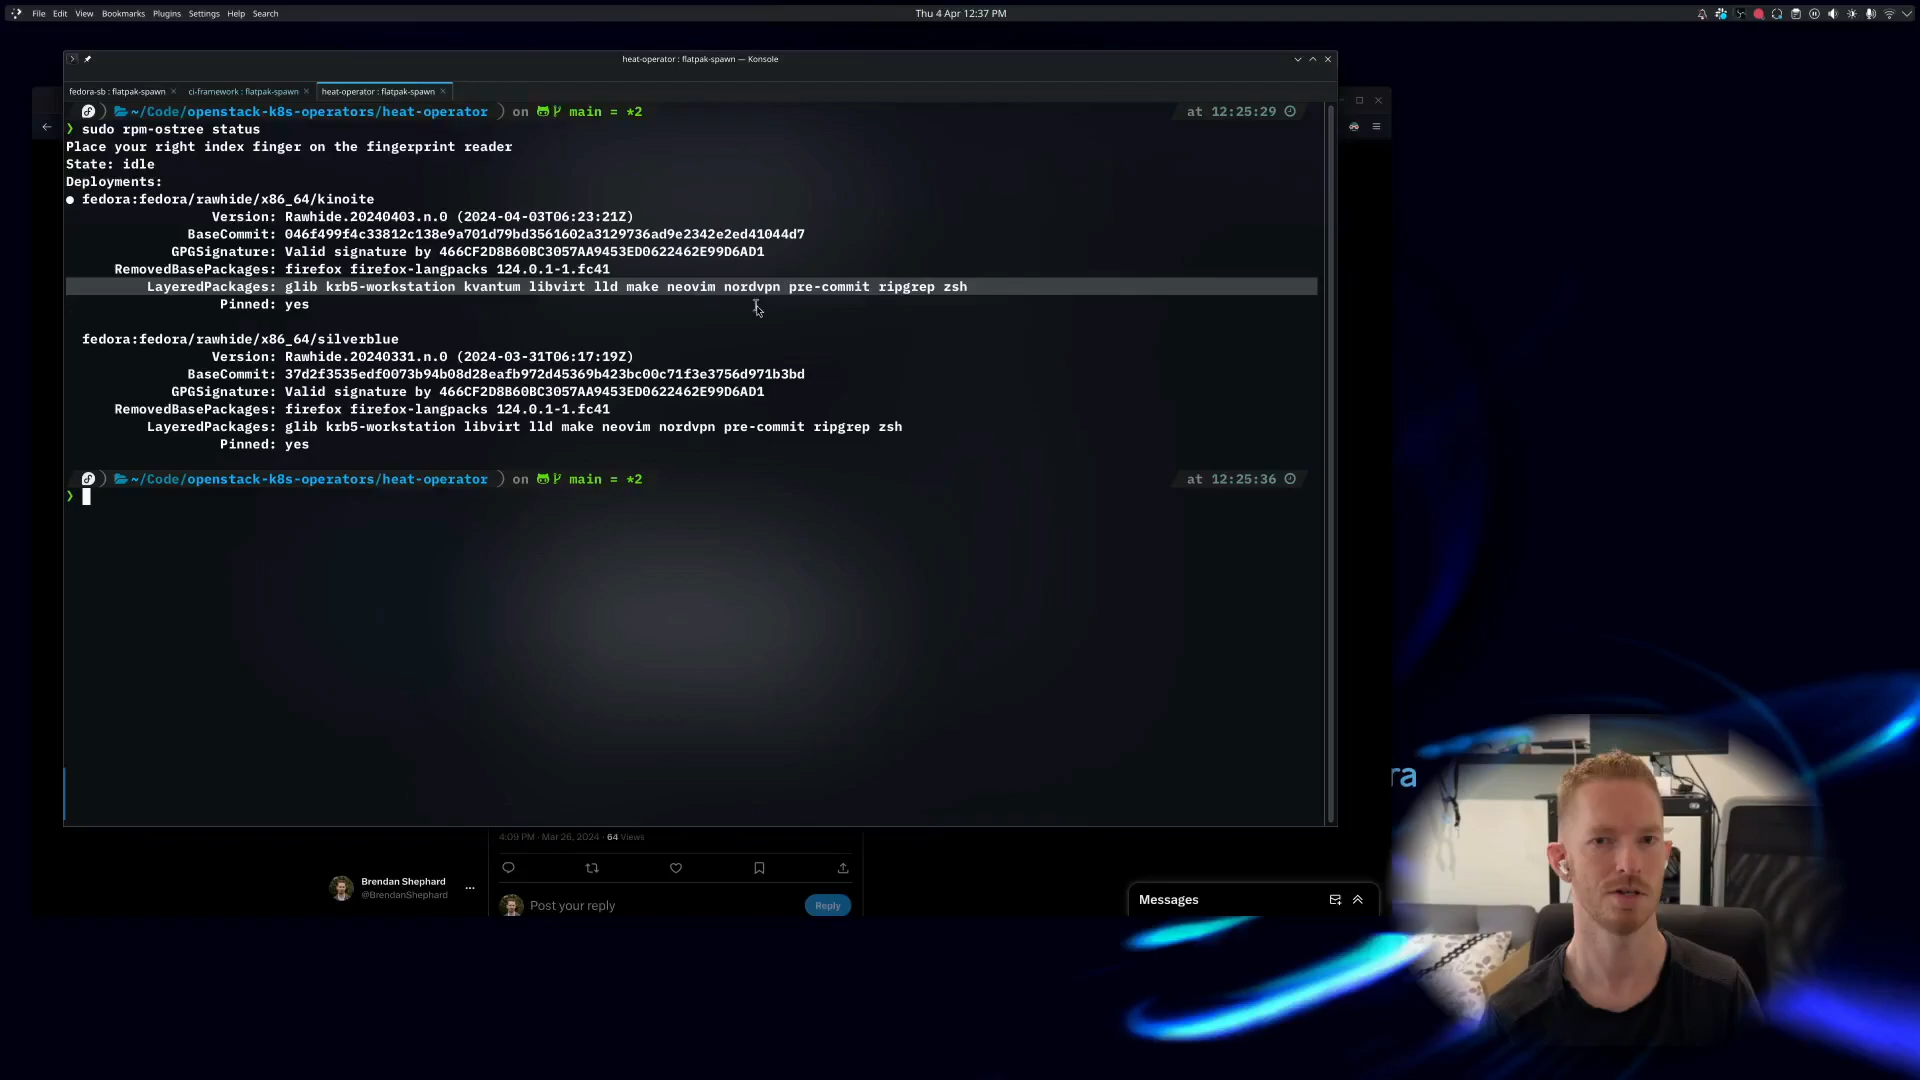 File Edit View Bookmarks Plugins Settings Help Search
Thu 4 Apr 12:37 PM
heat-operator : flatpak-spawn — Konsole
fedora-sb : flatpak-spawn
ci-framework : flatpak-spawn
heat-operator : flatpak-spawn
~/Code/openstack-k8s-operators/heat-operator ) on main = *2 at 12:25:29
❯ sudo rpm-ostree status
Place your right index finger on the fingerprint reader
State: idle
Deployments:
● fedora:fedora/rawhide/x86_64/kinoite
Version: Rawhide.20240403.n.0 (2024-04-03T06:23:21Z)
BaseCommit: 046f499f4c33812c138e9a701d79bd3561602a3129736ad9e2342e2ed41044d7
GPGSignature: Valid signature by 466CF2D8B60BC3057AA9453ED0622462E99D6AD1
RemovedBasePackages: firefox firefox-langpacks 124.0.1-1.fc41
LayeredPackages: glib krb5-workstation kvantum libvirt lld make neovim nordvpn pre-commit ripgrep zsh
Pinned: yes
fedora:fedora/rawhide/x86_64/silverblue
Version: Rawhide.20240331.n.0 (2024-03-31T06:17:19Z)
BaseCommit: 37d2f3535edf0073b94b08d28eafb972d45369b423bc00c71f3e3756d971b3bd
GPGSignature: Valid signature by 466CF2D8B60BC3057AA9453ED0622462E99D6AD1
RemovedBasePackages: firefox firefox-langpacks 124.0.1-1.fc41
LayeredPackages: glib krb5-workstation libvirt lld make neovim nordvpn pre-commit ripgrep zsh
Pinned: yes
~/Code/openstack-k8s-operators/heat-operator ) on main = *2 at 12:25:36
❯
ra
4:09 PM · Mar 26, 2024 · 64 Views
Brendan Shephard
@BrendanShephard
Post your reply
Reply
Messages